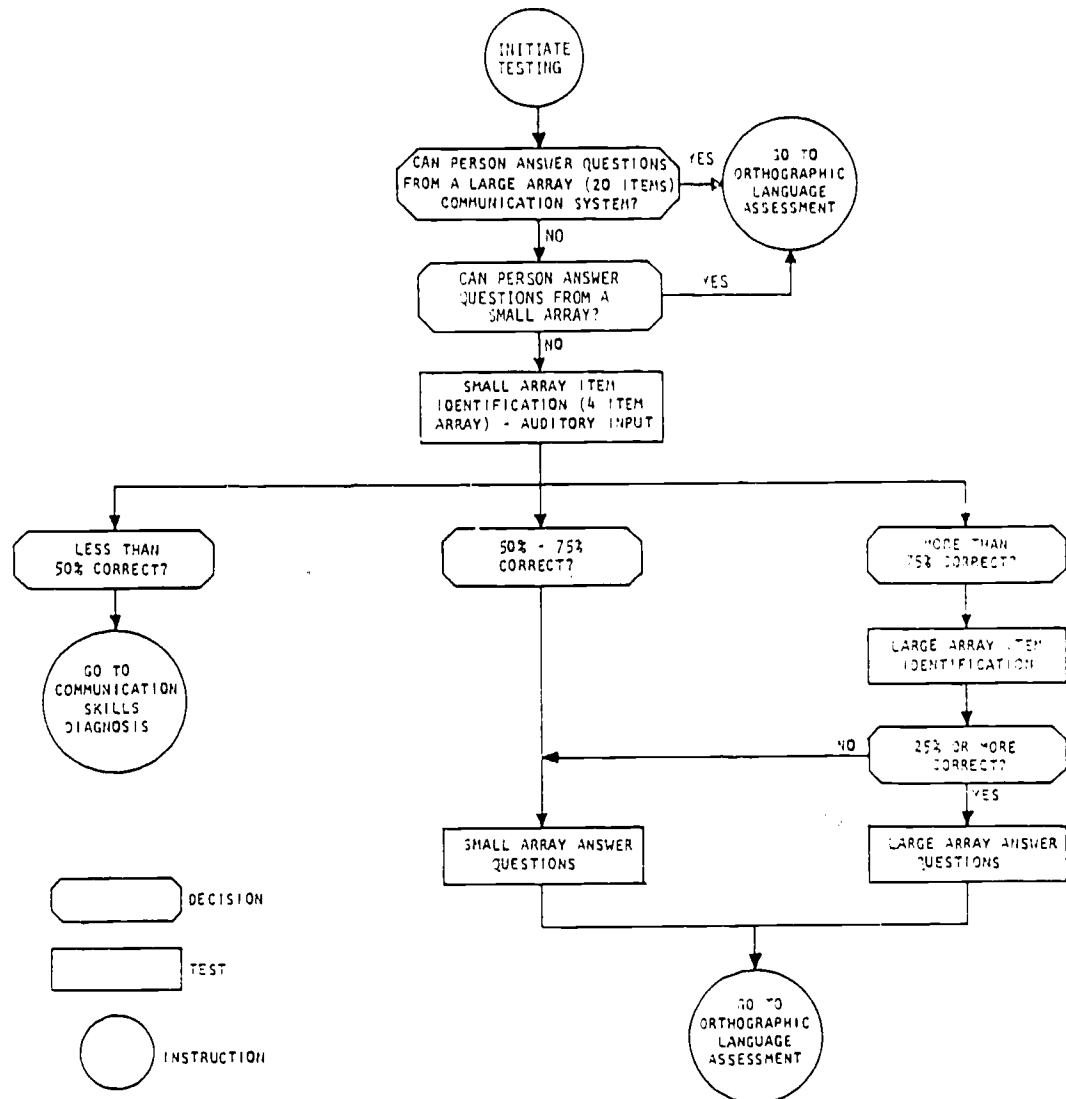 INITIATE
TESTING
CAN PERSON ANSWER QUESTIONS
FROM A LARGE ARRAY (20 ITEMS)
COMMUNICATION SYSTEM?
YES
GO TO
ORTHOGRAPHIC
LANGUAGE
ASSESSMENT
NO
CAN PERSON ANSWER
QUESTIONS FROM A
SMALL ARRAY?
YES
NO
SMALL ARRAY ITEM
IDENTIFICATION (4 ITEM
ARRAY) - AUDITORY INPUT
LESS THAN
50% CORRECT?
50% - 75%
CORRECT?
MORE THAN
75% CORRECT?
GO TO
COMMUNICATION
SKILLS
DIAGNOSIS
LARGE ARRAY ITEM
IDENTIFICATION
NO
25% OR MORE
CORRECT?
YES
SMALL ARRAY ANSWER
QUESTIONS
LARGE ARRAY ANSWER
QUESTIONS
DECISION
TEST
INSTRUCTION
GO TO
ORTHOGRAPHIC
LANGUAGE
ASSESSMENT